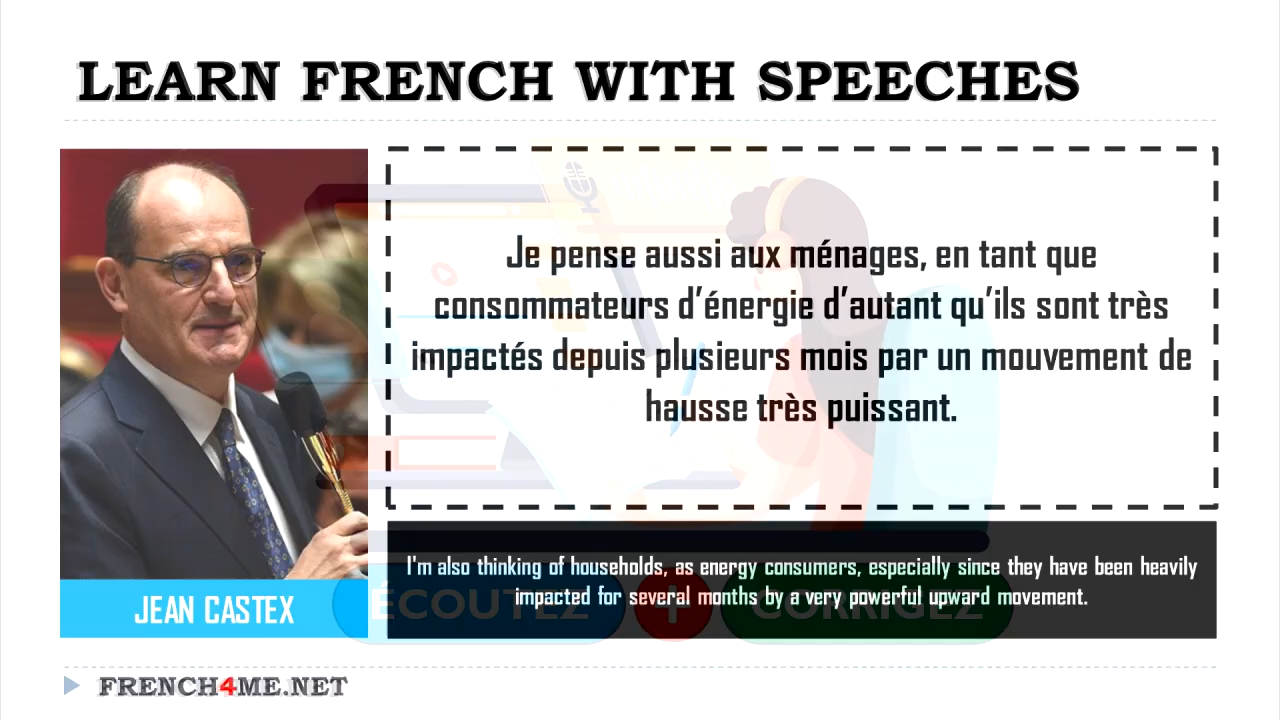 LEARN FRENCH WITH SPEECHES
Je pense aussi aux ménages, en tant que
consommateurs d’énergie d’autant qu’ils sont très
impactés depuis plusieurs mois par un mouvement de
hausse très puissant.
I'm also thinking of households, as energy consumers, especially since they have been heavily
impacted for several months by a very powerful upward movement.
ÉCOUTEZ + CORRIGEZ
JEAN CASTEX
FRENCH4ME.NET